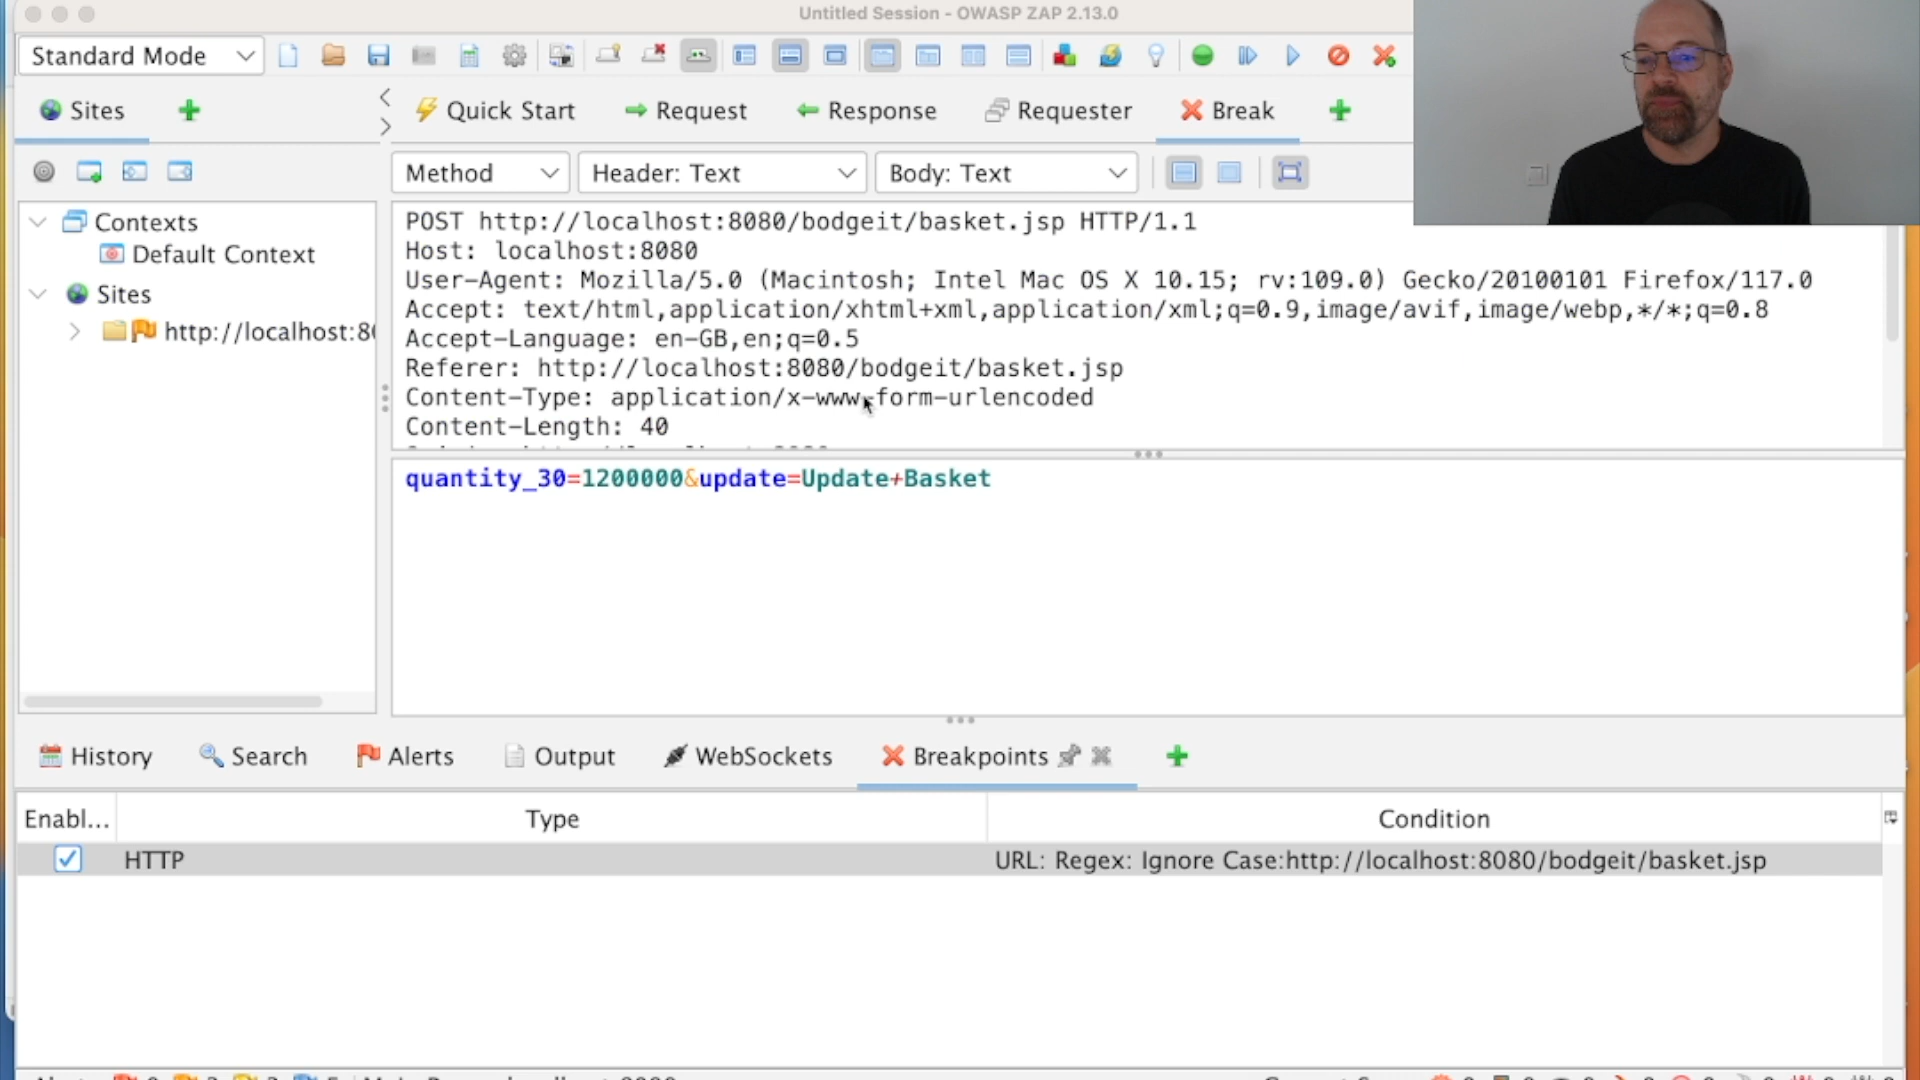 Untitled Session - OWASP ZAP 2.13.0
Standard Mode
Sites
Quick Start
Request
Response
Requester
Break
Method
Header: Text
Body: Text
Contexts
Default Context
Sites
http://localhost:80
POST http://localhost:8080/bodgeit/basket.jsp HTTP/1.1
Host: localhost:8080
User-Agent: Mozilla/5.0 (Macintosh; Intel Mac OS X 10.15; rv:109.0) Gecko/20100101 Firefox/117.0
Accept: text/html,application/xhtml+xml,application/xml;q=0.9,image/avif,image/webp,*/*;q=0.8
Accept-Language: en-GB,en;q=0.5
Referer: http://localhost:8080/bodgeit/basket.jsp
Content-Type: application/x-www-form-urlencoded
Content-Length: 40
quantity_30=1200000&update=Update+Basket
History
Search
Alerts
Output
WebSockets
Breakpoints
Enabl...
Type
Condition
HTTP
URL: Regex: Ignore Case:http://localhost:8080/bodgeit/basket.jsp